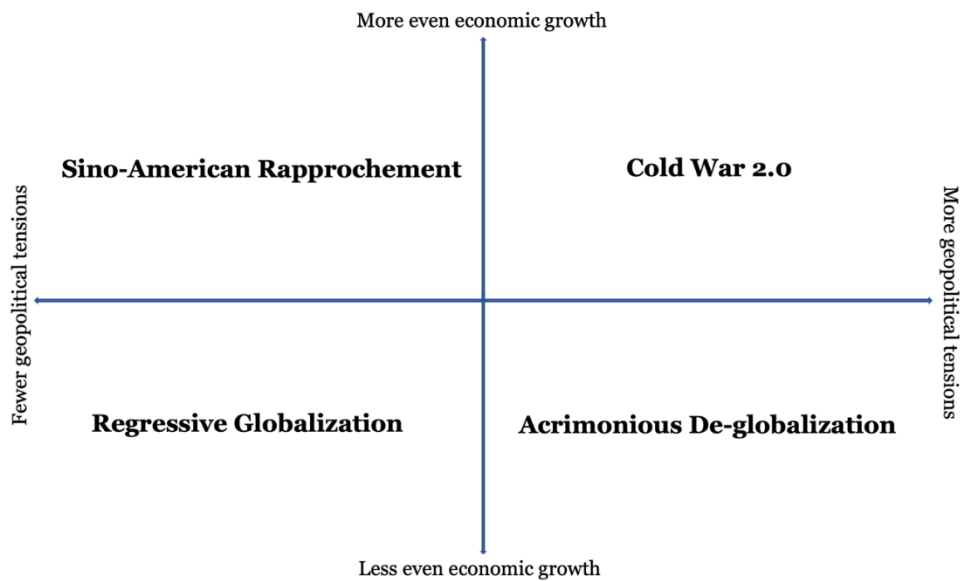 More even economic growth
Sino-American Rapprochement
Cold War 2.0
Fewer geopolitical tensions
More geopolitical tensions
Regressive Globalization
Acrimonious De-globalization
Less even economic growth